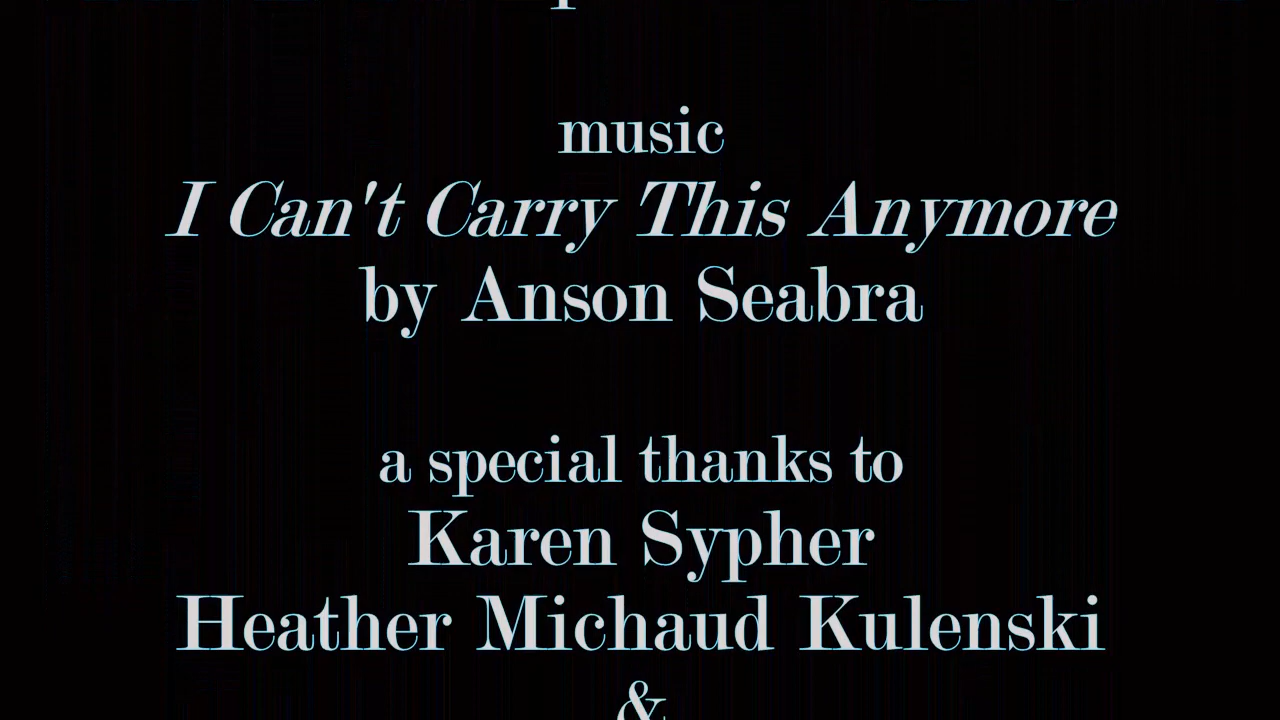 music
I Can't Carry This Anymore
by Anson Seabra
a special thanks to
Karen Sypher
Heather Michaud Kulenski
&